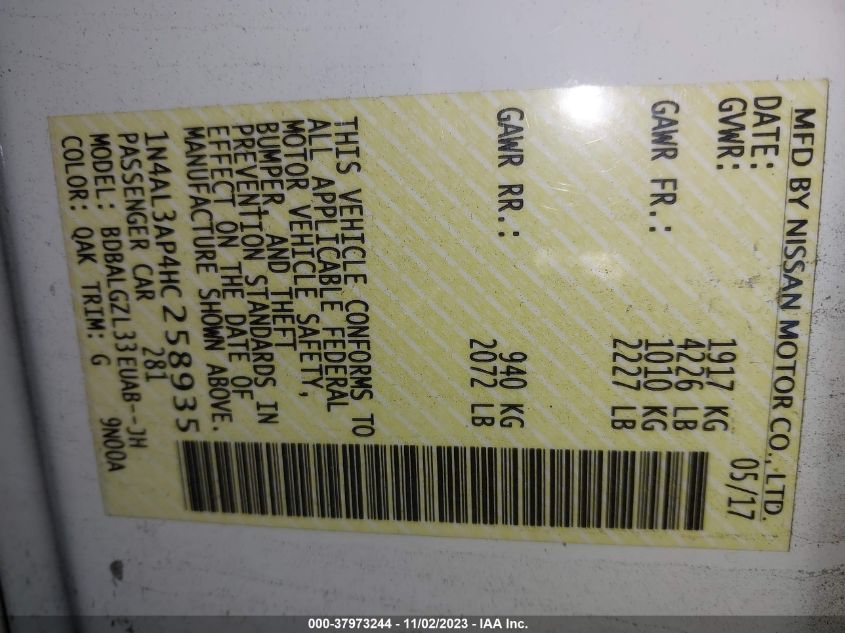 MFD BY NISSAN MOTOR CO., LTD.
DATE: 05/17
GVWR: 1917 KG
4226 LB
GAWR FR.: 1010 KG
2227 LB
GAWR RR.: 940 KG
2072 LB
THIS VEHICLE CONFORMS TO
ALL APPLICABLE FEDERAL
MOTOR VEHICLE SAFETY,
BUMPER, AND THEFT
PREVENTION STANDARDS IN
EFFECT ON THE DATE OF
MANUFACTURE SHOWN ABOVE.
1N4AL3AP4HC258935
PASSENGER CAR 281
MODEL: BDBALGZL33EUAB--JH
COLOR: QAK TRIM: G 9N00A
000-37973244 - 11/02/2023 - IAA Inc.